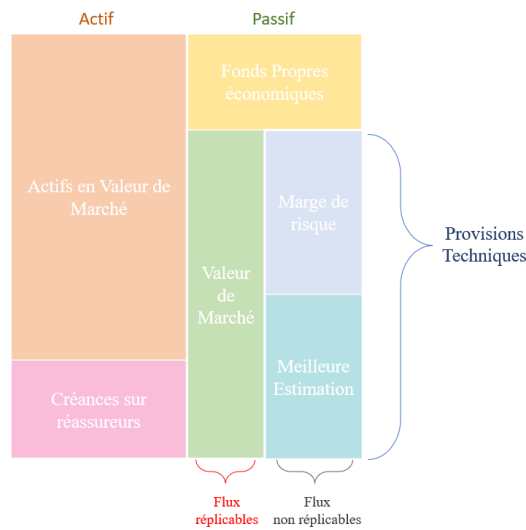 Actif
Passif
Fonds Propres
économiques
Actifs en Valeur de
Marché
Marge de
risque
Provisions
Techniques
Valeur
de
Marché
Meilleure
Estimation
Créances sur
réassureurs
Flux
réplicables
Flux
non réplicables